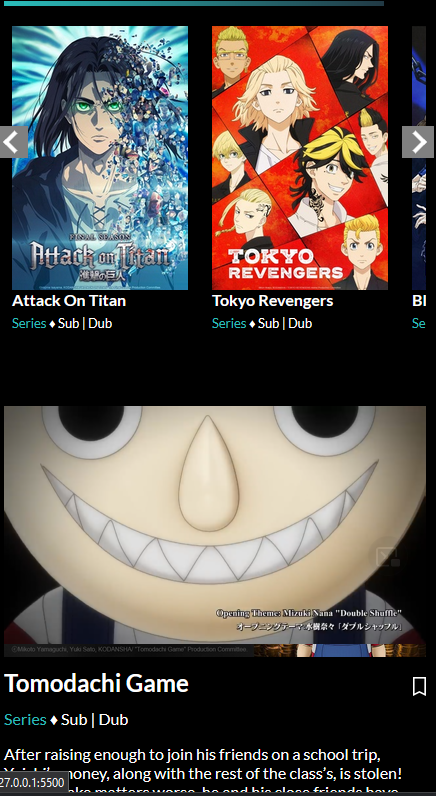 FINAL SEASON
Attack on Titan
進撃の巨人
TOKYO
REVENGERS
Attack On Titan
Tokyo Revengers
Bl
Series ♦ Sub | Dub
Series ♦ Sub | Dub
Se
Opening Theme: Mizuki Nana "Double Shuffle"
オープニングテーマ 水樹奈々「ダブルシャッフル」
©Mikoto Yamaguchi, Yuki Sato, KODANSHA/ "Tomodachi Game" Production Committee.
Tomodachi Game
Series ♦ Sub | Dub
After raising enough to join his friends on a school trip,
money, along with the rest of the class's, is stolen!
27.0.0.1:5500
matters worse, he and his close friends have